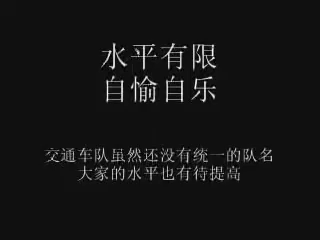 水平有限
自愉自乐
交通车队虽然还没有统一的队名
大家的水平也有待提高